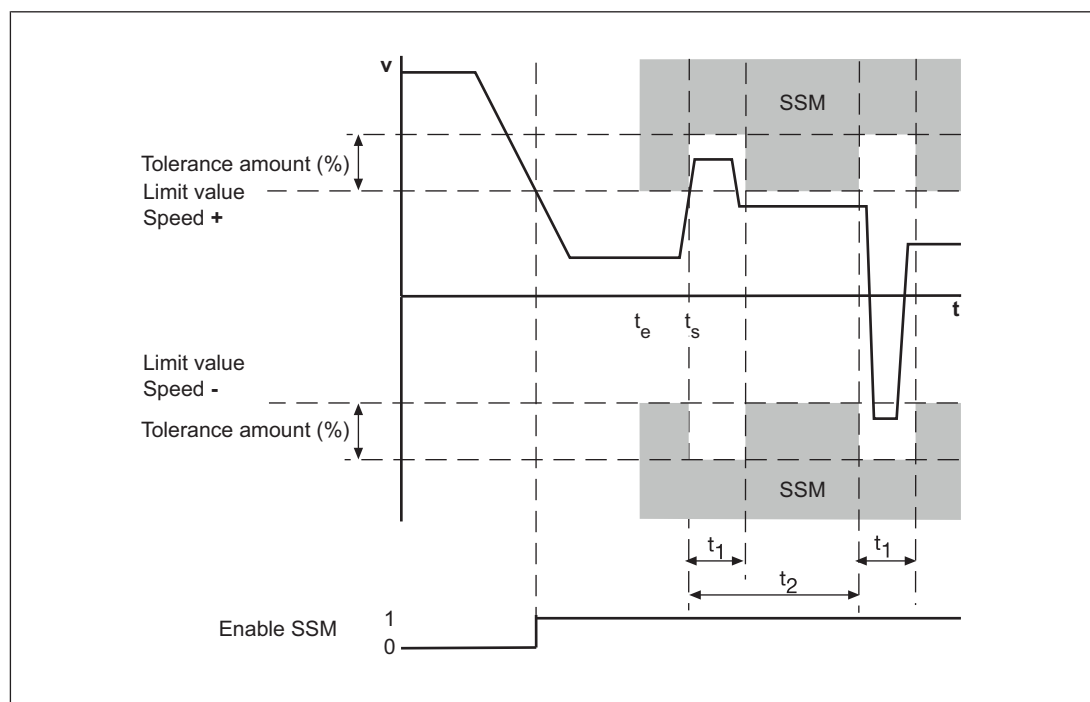 v
SSM
Tolerance amount (%)
Limit value
Speed +
t
t_e
t_s
Limit value
Speed -
Tolerance amount (%)
SSM
t_1
t_1
t_2
1
Enable SSM
0